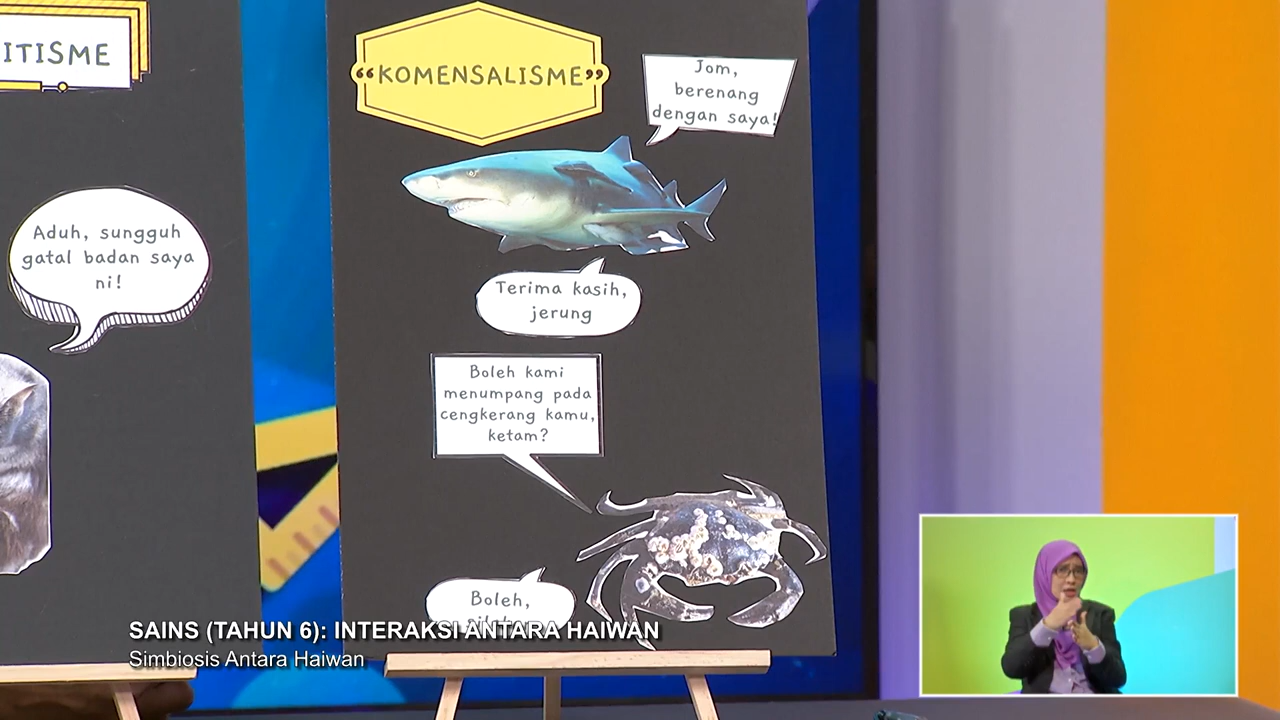 ITISME
Aduh, sungguh
gatal badan saya
ni!
“KOMENSALISME”
Jom,
berenang
dengan saya!
Terima kasih,
jerung
Boleh kami
menumpang pada
cengkerang kamu,
ketam?
Boleh,
SAINS (TAHUN 6): INTERAKSI ANTARA HAIWAN
Simbiosis Antara Haiwan